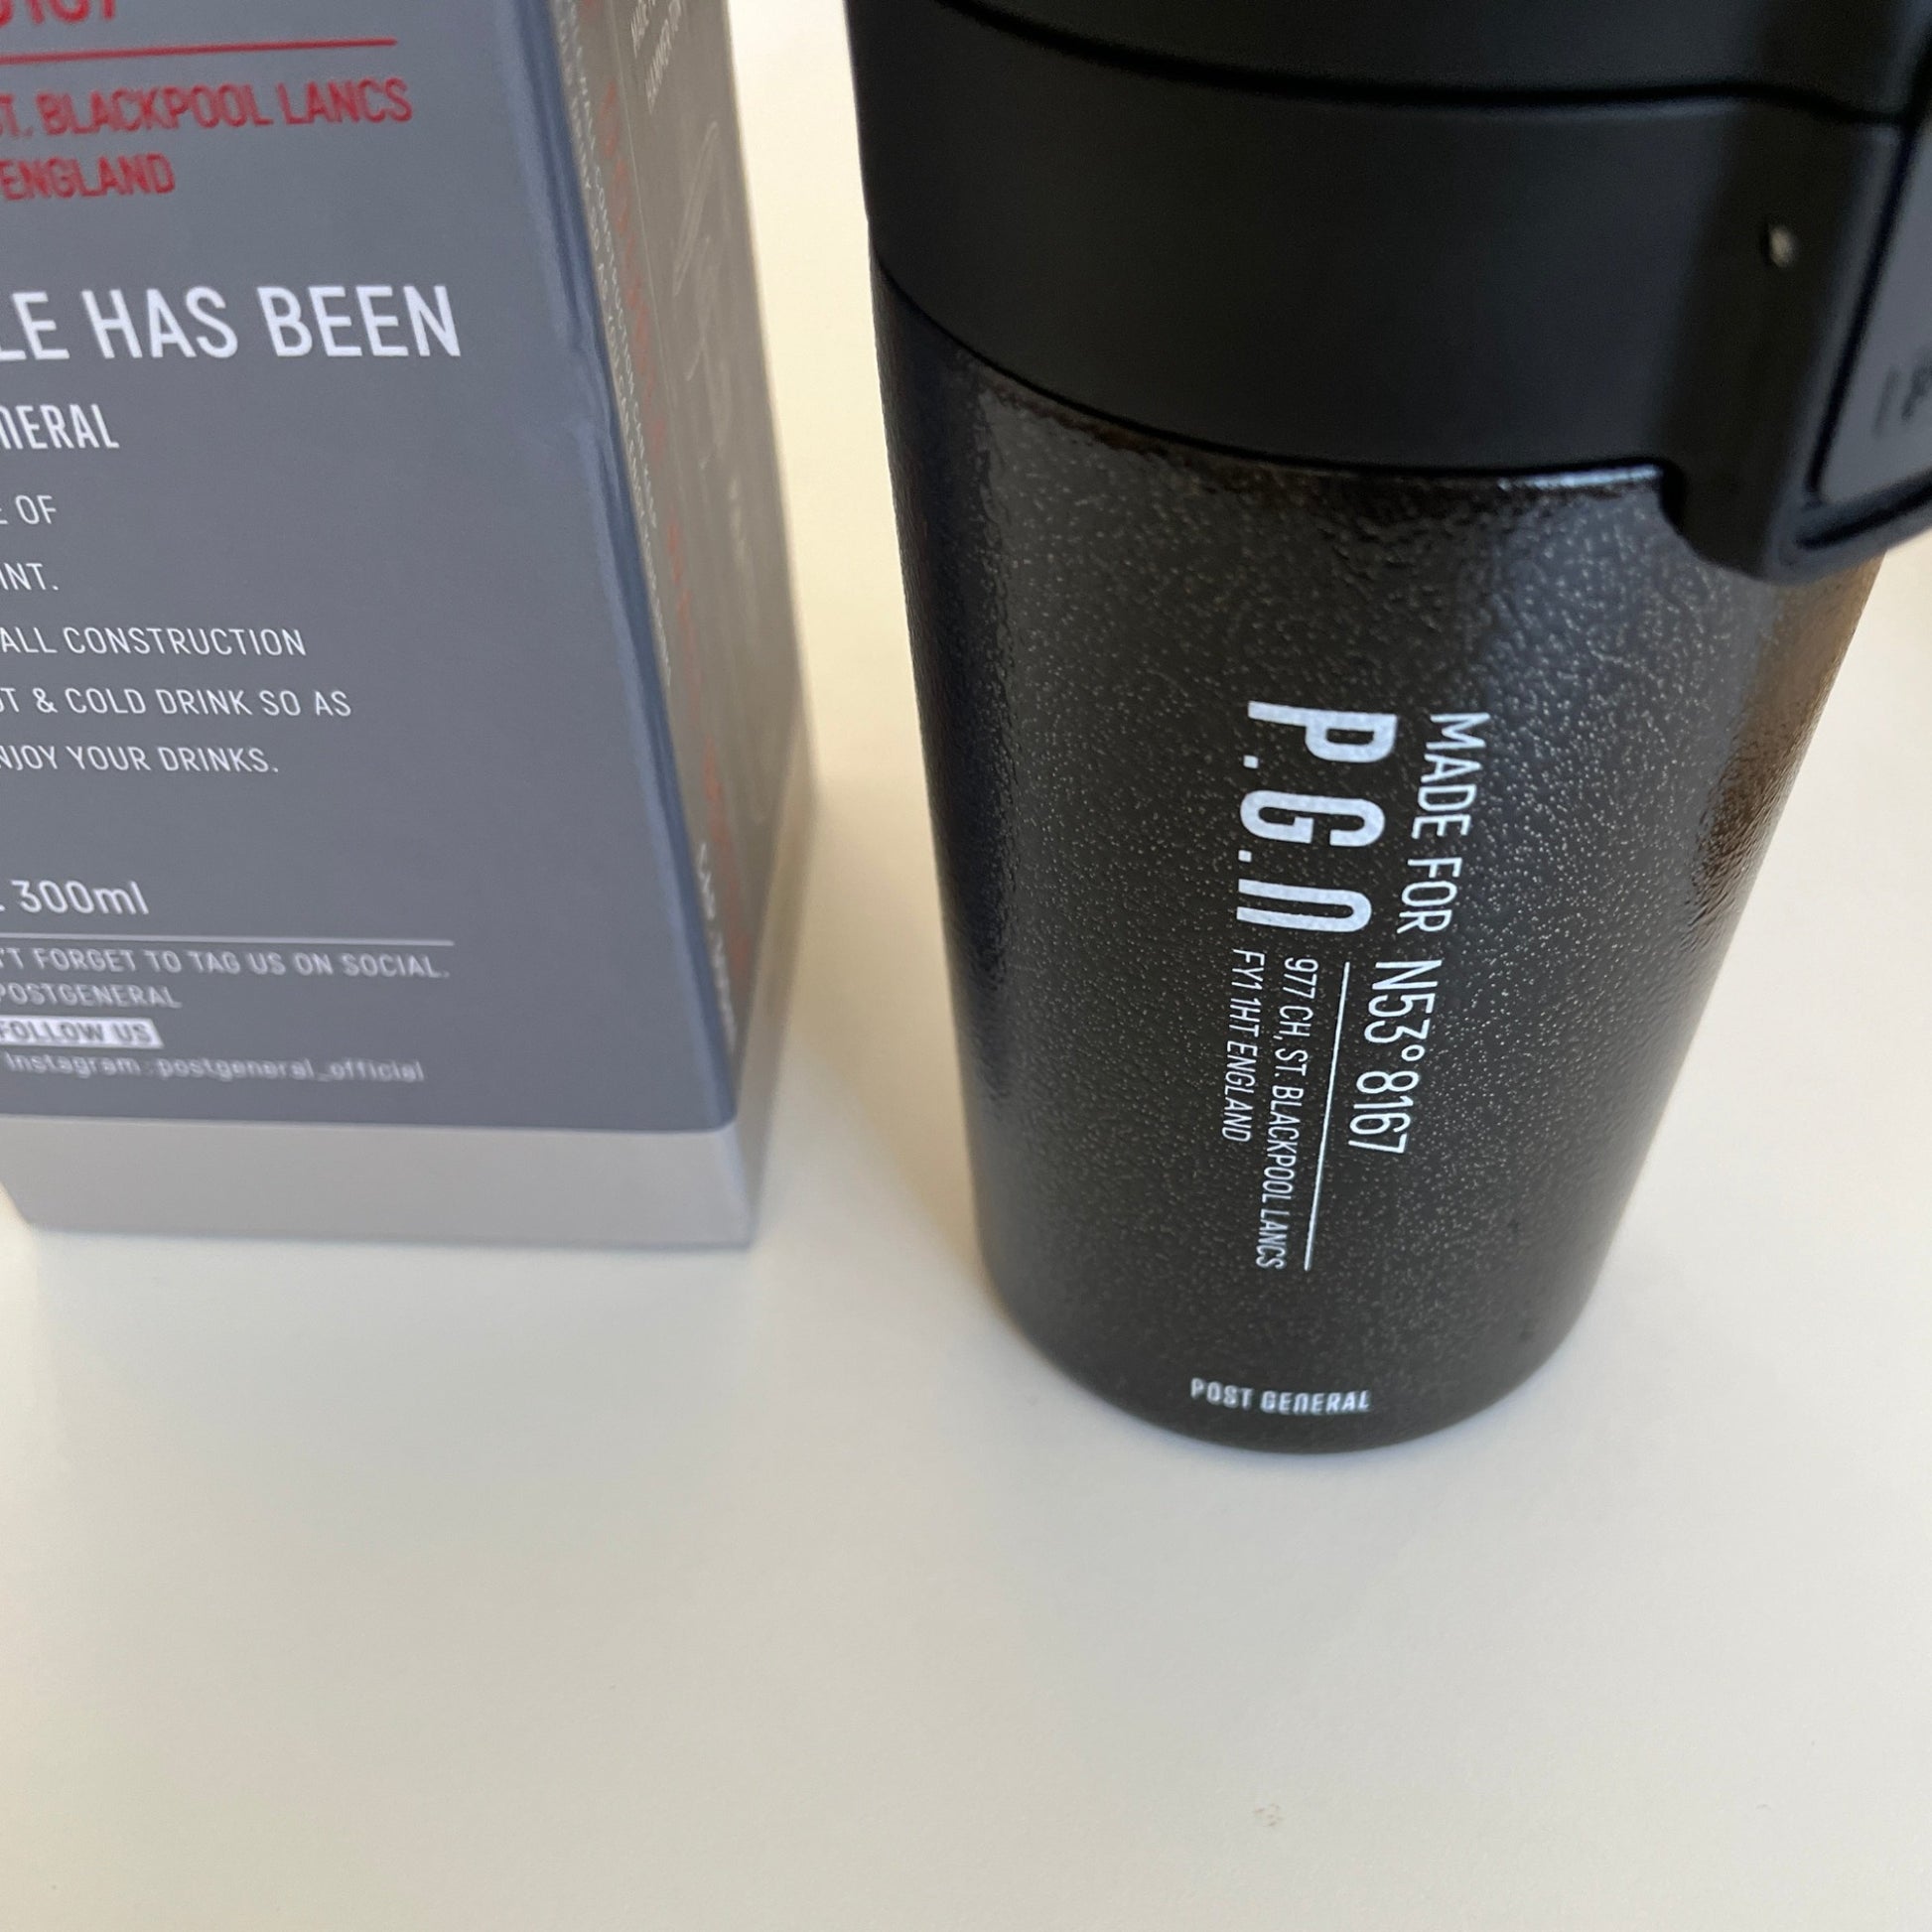 ST. BLACKPOOL LANCS
ENGLAND
LE HAS BEEN
NERAL
E OF
INT.
ALL CONSTRUCTION
OT & COLD DRINK SO AS
NJOY YOUR DRINKS.
300ml
'T FORGET TO TAG US ON SOCIAL.
POSTGENERAL
FOLLOW US
Instagram : postgeneral_official
MADE FOR N53°8167
P.G.N
977 CH, ST. BLACKPOOL LANCS
FY1 1HT ENGLAND
POST GENERAL